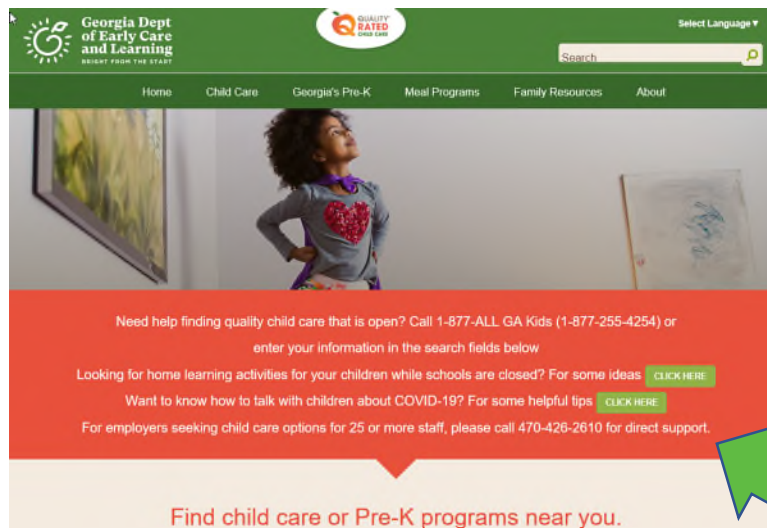 Georgia Dept
of Early Care
and Learning
BRIGHT FROM THE START
QUALITY
RATED
CHILD CARE
Select Language ▼
Search
Home Child Care Georgia's Pre-K Meal Programs Family Resources About
Need help finding quality child care that is open? Call 1-877-ALL GA Kids (1-877-255-4254) or
enter your information in the search fields below
Looking for home learning activities for your children while schools are closed? For some ideas CLICK HERE
Want to know how to talk with children about COVID-19? For some helpful tips CLICK HERE
For employers seeking child care options for 25 or more staff, please call 470-426-2610 for direct support.
Find child care or Pre-K programs near you.